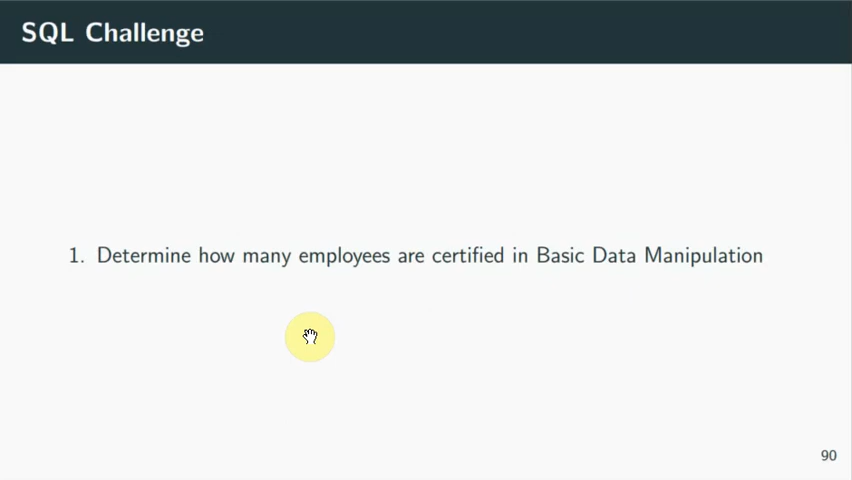 SQL Challenge
1. Determine how many employees are certified in Basic Data Manipulation
90